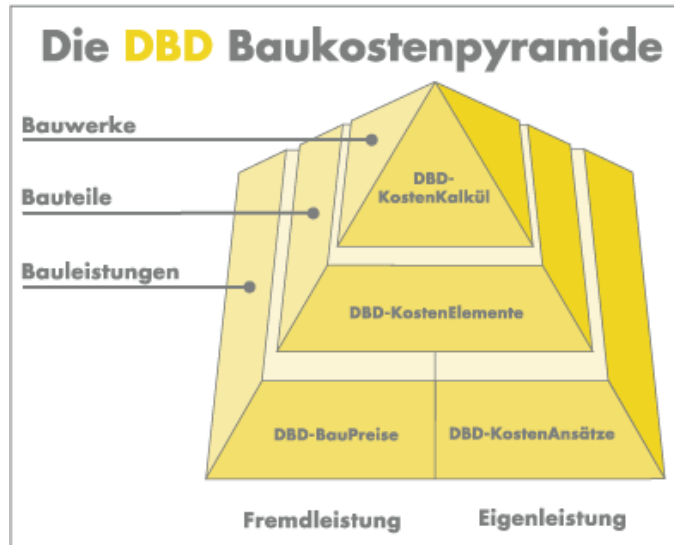 Die DBD Baukostenpyramide
Bauwerke
Bauteile
Bauleistungen
DBD-
KostenKalkül
DBD-KostenElemente
DBD-BauPreise
DBD-KostenAnsätze
Fremdleistung
Eigenleistung